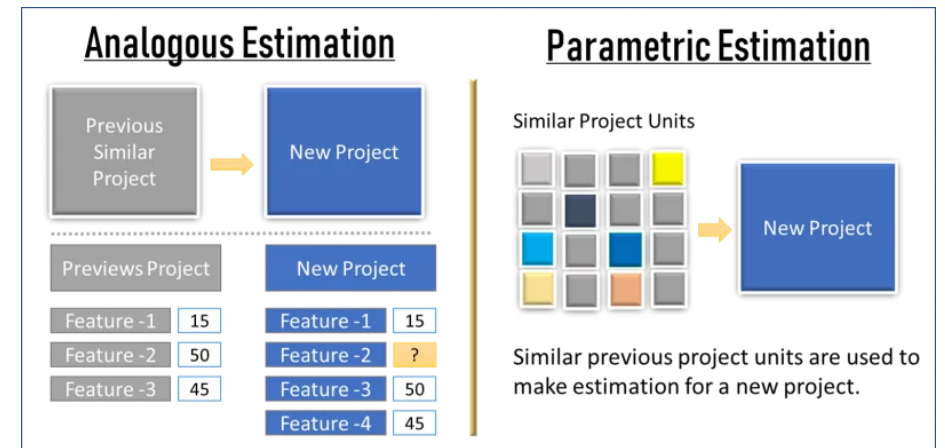 Analogous Estimation
Previous
Similar
Project
New Project
Previews Project
New Project
Feature -1 15
Feature -2 50
Feature -3 45
Feature -1 15
Feature -2 ?
Feature -3 50
Feature -4 45
Parametric Estimation
Similar Project Units
New Project
Similar previous project units are used to
make estimation for a new project.